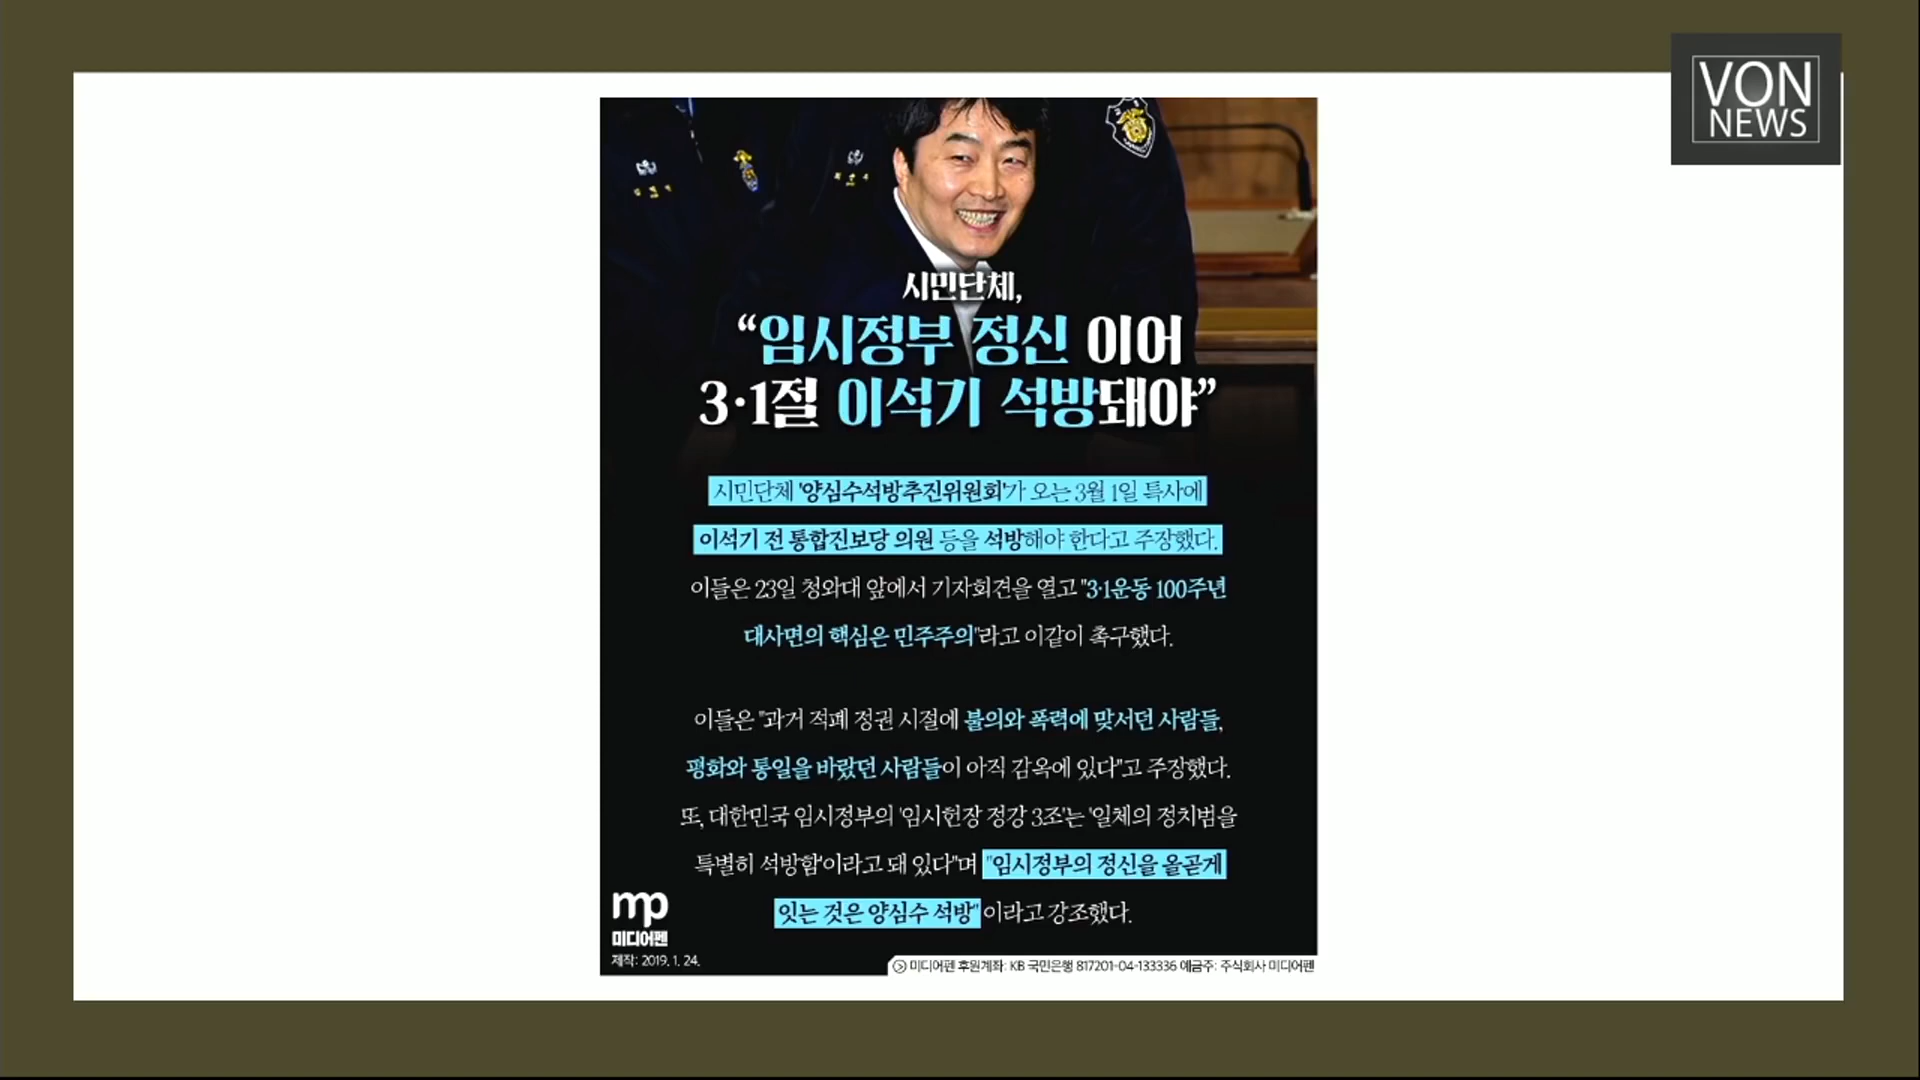 VON
NEWS
시민단체,
“임시정부 정신 이어
3·1절 이석기 석방돼야”
시민단체 '양심수석방추진위원회'가 오는 3월 1일 특사에
이석기 전 통합진보당 의원 등을 석방해야 한다고 주장했다.
이들은 23일 청와대 앞에서 기자회견을 열고 "3·1운동 100주년
대사면의 핵심은 민주주의"라고 이같이 촉구했다.
이들은 "과거 적폐 정권 시절에 불의와 폭력에 맞서던 사람들,
평화와 통일을 바랐던 사람들이 아직 감옥에 있다"고 주장했다.
또, 대한민국 임시정부의 '임시헌장 정강 3조'는 '일체의 정치범을
특별히 석방함'이라고 돼 있다"며 "임시정부의 정신을 올곧게
잇는 것은 양심수 석방"이라고 강조했다.
mp
미디어펜
제작: 2019. 1. 24.
미디어펜 후원계좌: KB 국민은행 817201-04-133336 예금주: 주식회사 미디어펜